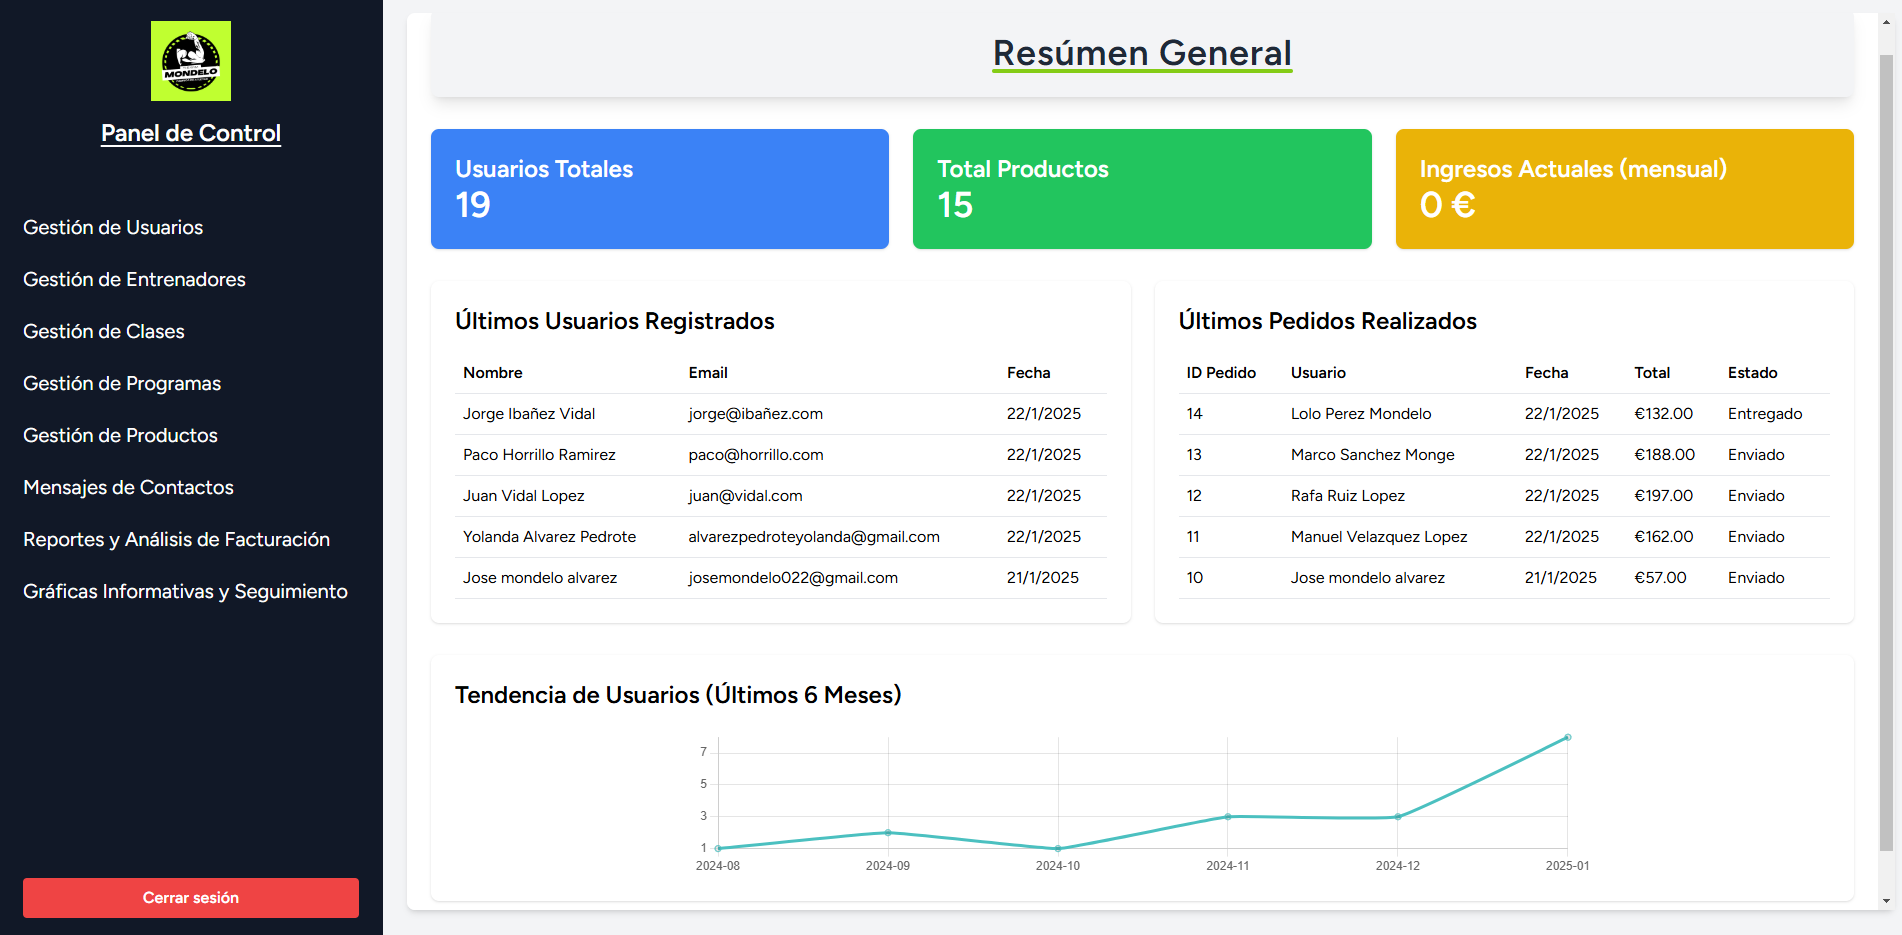 MONDELO
Panel de Control
Gestión de Usuarios
Gestión de Entrenadores
Gestión de Clases
Gestión de Programas
Gestión de Productos
Mensajes de Contactos
Reportes y Análisis de Facturación
Gráficas Informativas y Seguimiento
Cerrar sesión
Resúmen General
Usuarios Totales
19
Total Productos
15
Ingresos Actuales (mensual)
0 €
Últimos Usuarios Registrados
Nombre Email Fecha
Jorge Ibañez Vidal jorge@ibañez.com 22/1/2025
Paco Horrillo Ramirez paco@horrillo.com 22/1/2025
Juan Vidal Lopez juan@vidal.com 22/1/2025
Yolanda Alvarez Pedrote alvarezpedroteyolanda@gmail.com 22/1/2025
Jose mondelo alvarez josemondelo022@gmail.com 21/1/2025
Últimos Pedidos Realizados
ID Pedido Usuario Fecha Total Estado
14 Lolo Perez Mondelo 22/1/2025 €132.00 Entregado
13 Marco Sanchez Monge 22/1/2025 €188.00 Enviado
12 Rafa Ruiz Lopez 22/1/2025 €197.00 Enviado
11 Manuel Velazquez Lopez 22/1/2025 €162.00 Enviado
10 Jose mondelo alvarez 21/1/2025 €57.00 Enviado
Tendencia de Usuarios (Últimos 6 Meses)
7
5
3
1
2024-08 2024-09 2024-10 2024-11 2024-12 2025-01